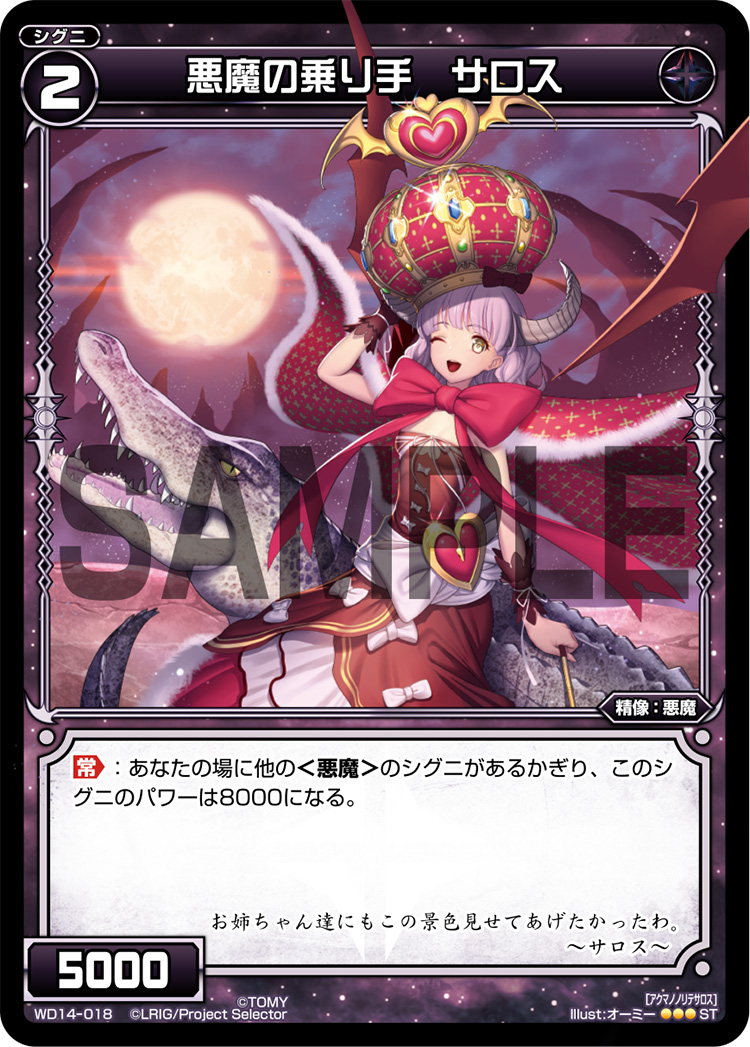 シグニ
2
悪魔の乗り手 サロス
SAMPLE
精像:悪魔
常:あなたの場に他の<悪魔>のシグニがあるかぎり、このシ
グニのパワーは8000になる。
お姉ちゃん達にもこの景色見せてあげたかったわ。
~サロス~
5000
©TOMY
[アクマノノリテサロス]
WD14-018 ©LRIG/Project Selector
Illust:オーミー ST